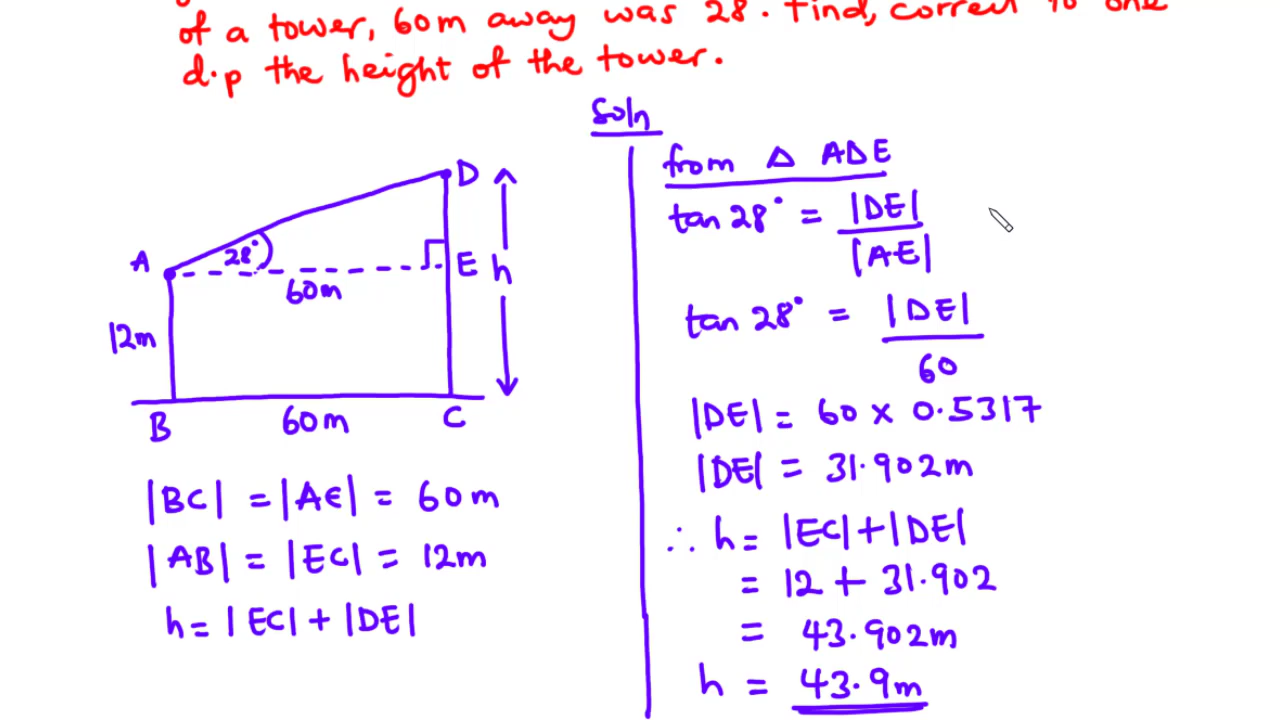 of a tower, 60m away was 28°. Find, correct to one
d.p the height of the tower.
Soln
D
A
28°
E
h
60m
12m
B
60m
C
|BC| = |AE| = 60m
|AB| = |EC| = 12m
h = |EC| + |DE|
from △ ADE
tan 28° = |DE|
|AE|
tan 28° = |DE|
60
|DE| = 60 × 0.5317
|DE| = 31.902m
∴ h = |EC| + |DE|
= 12 + 31.902
= 43.902m
h = 43.9m